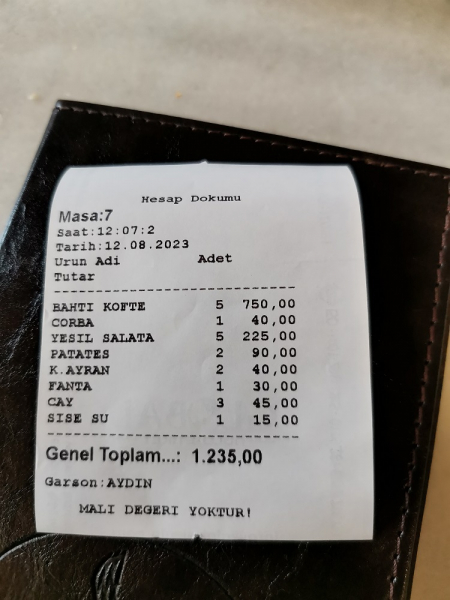 Hesap Dokumu
Masa:7
Saat:12:07:2
Tarih:12.08.2023
Urun Adi Adet
Tutar
--------------------------------
BAHTI KOFTE 5 750,00
CORBA 1 40,00
YESIL SALATA 5 225,00
PATATES 2 90,00
K.AYRAN 2 40,00
FANTA 1 30,00
CAY 3 45,00
SISE SU 1 15,00
--------------------------------
Genel Toplam...: 1.235,00
Garson:AYDIN
MALI DEGERI YOKTUR!